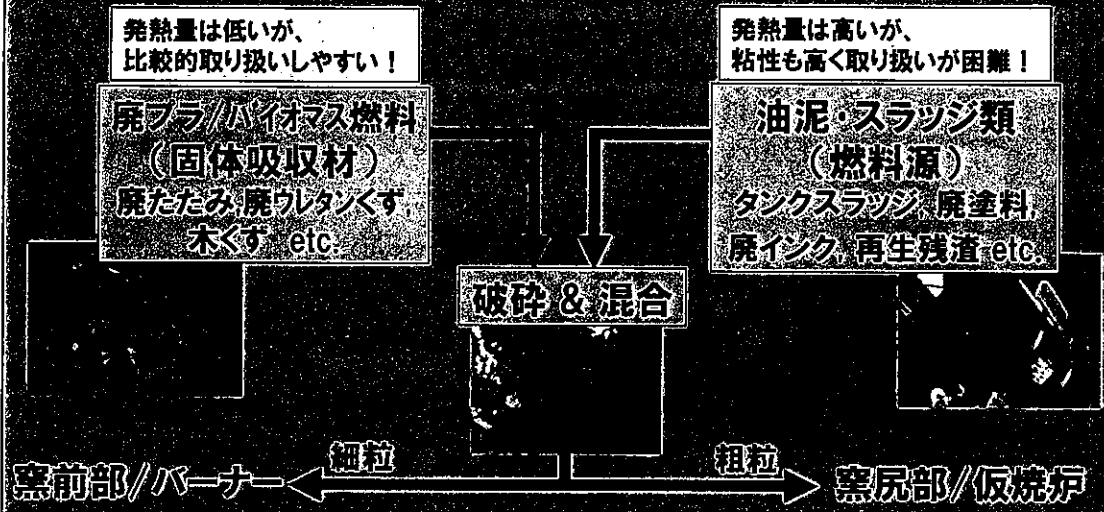 発熱量は低いが、
比較的取り扱いしやすい！
廃プラ/バイオマス燃料
（固体吸収材）
廃たたみ,廃ウレタンくず,
木くず etc.
発熱量は高いが、
粘性も高く取り扱いが困難！
油泥・スラッジ類
（燃料源）
タンクスラッジ,廃塗料,
廃インク,再生残渣 etc.
破砕 & 混合
細粒
粗粒
窯前部/バーナー
窯尻部/仮焼炉